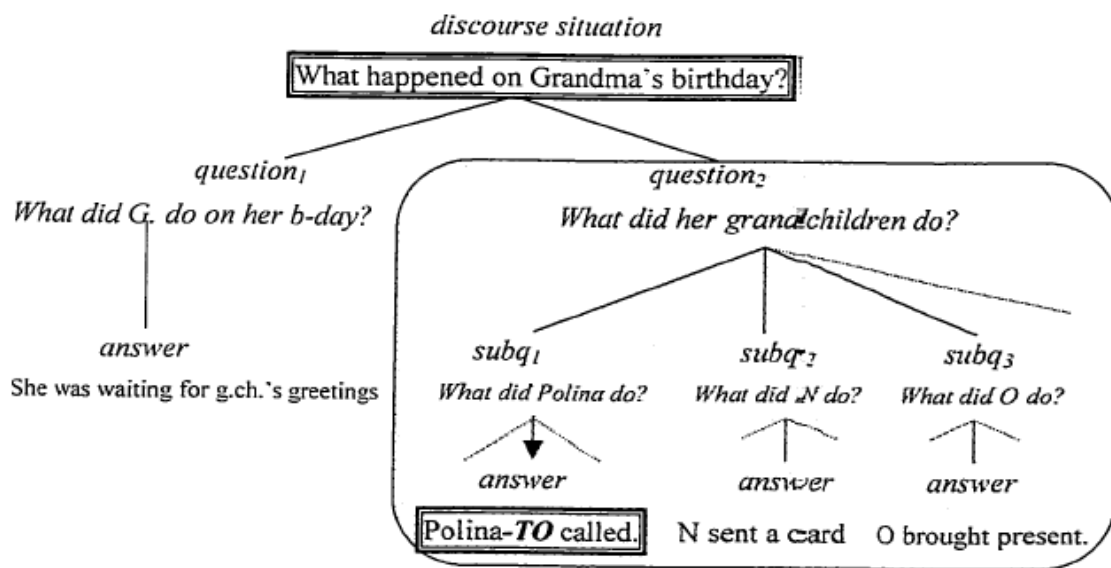 discourse situation
What happened on Grandma's birthday?
question1 question2
What did G. do on her b-day? What did her grandchildren do?
answer subq1 subq2 subq3
She was waiting for g.ch.'s greetings What did Polina do? What did N do? What did O do?
answer answer answer
Polina-TO called. N sent a card O brought present.